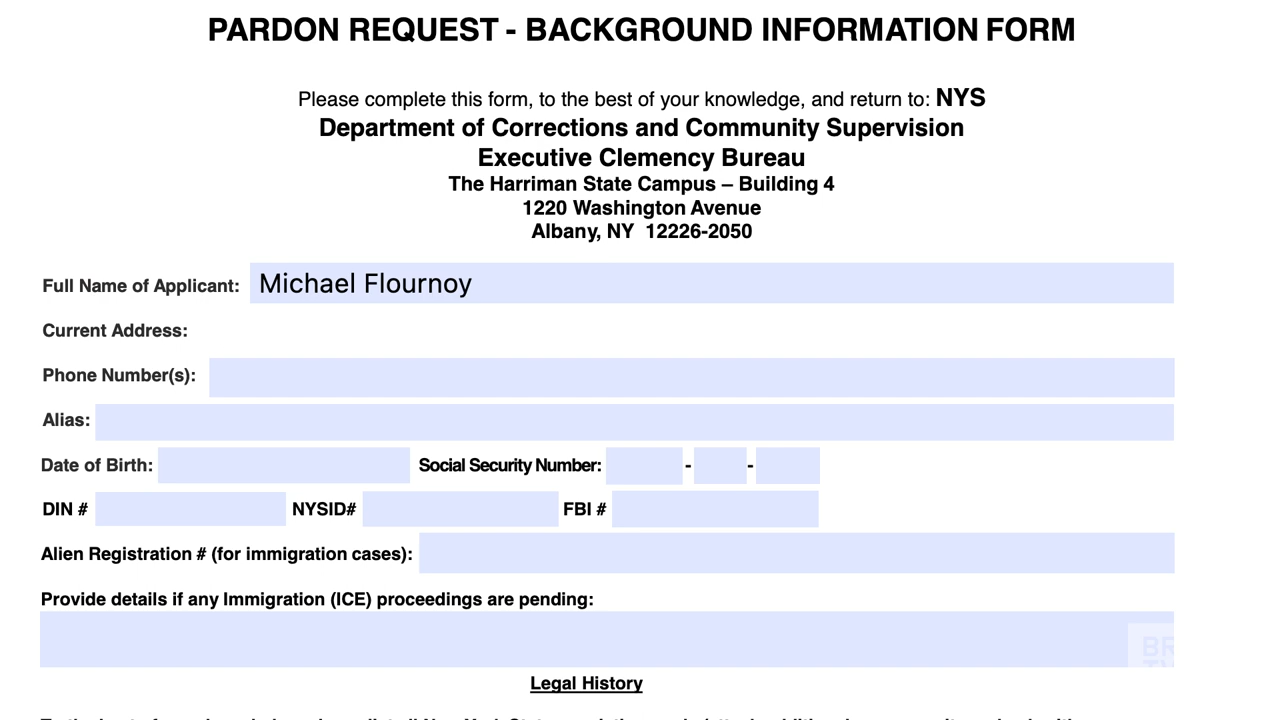 PARDON REQUEST - BACKGROUND INFORMATION FORM
Please complete this form, to the best of your knowledge, and return to: NYS
Department of Corrections and Community Supervision
Executive Clemency Bureau
The Harriman State Campus – Building 4
1220 Washington Avenue
Albany, NY 12226-2050
Full Name of Applicant: Michael Flournoy
Current Address:
Phone Number(s):
Alias:
Date of Birth: Social Security Number: - -
DIN # NYSID# FBI #
Alien Registration # (for immigration cases):
Provide details if any Immigration (ICE) proceedings are pending:
Legal History